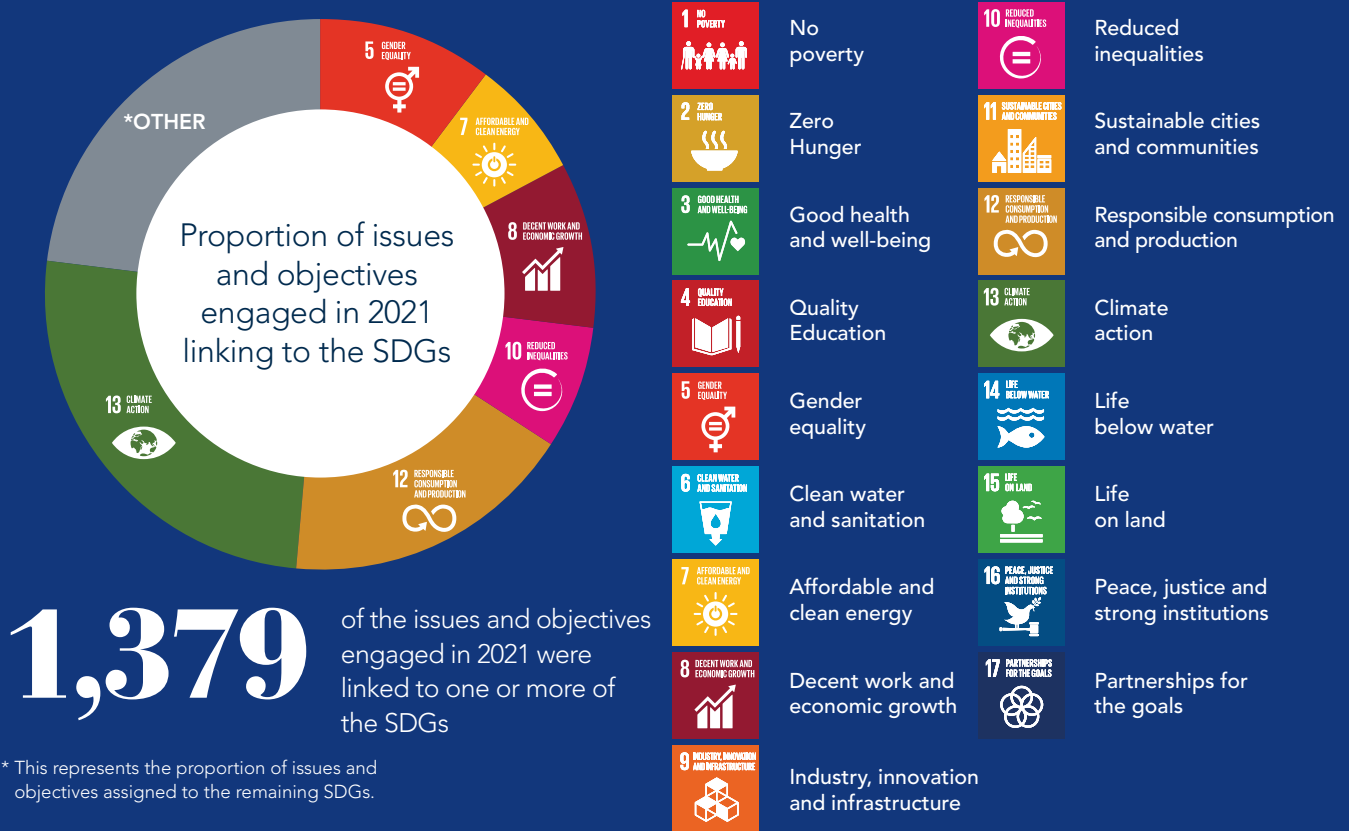 5 GENDER
EQUALITY
7 AFFORDABLE AND
CLEAN ENERGY
8 DECENT WORK AND
ECONOMIC GROWTH
10 REDUCED
INEQUALITIES
12 RESPONSIBLE
CONSUMPTION
AND PRODUCTION
13 CLIMATE
ACTION
*OTHER
Proportion of issues
and objectives
engaged in 2021
linking to the SDGs
1,379
of the issues and objectives
engaged in 2021 were
linked to one or more of
the SDGs
* This represents the proportion of issues and
objectives assigned to the remaining SDGs.
1 NO
POVERTY
No
poverty
2 ZERO
HUNGER
Zero
Hunger
3 GOOD HEALTH
AND WELL-BEING
Good health
and well-being
4 QUALITY
EDUCATION
Quality
Education
5 GENDER
EQUALITY
Gender
equality
6 CLEAN WATER
AND SANITATION
Clean water
and sanitation
7 AFFORDABLE AND
CLEAN ENERGY
Affordable and
clean energy
8 DECENT WORK AND
ECONOMIC GROWTH
Decent work and
economic growth
9 INDUSTRY, INNOVATION
AND INFRASTRUCTURE
Industry, innovation
and infrastructure
10 REDUCED
INEQUALITIES
Reduced
inequalities
11 SUSTAINABLE CITIES
AND COMMUNITIES
Sustainable cities
and communities
12 RESPONSIBLE
CONSUMPTION
AND PRODUCTION
Responsible consumption
and production
13 CLIMATE
ACTION
Climate
action
14 LIFE
BELOW WATER
Life
below water
15 LIFE
ON LAND
Life
on land
16 PEACE, JUSTICE
AND STRONG
INSTITUTIONS
Peace, justice and
strong institutions
17 PARTNERSHIPS
FOR THE GOALS
Partnerships for
the goals